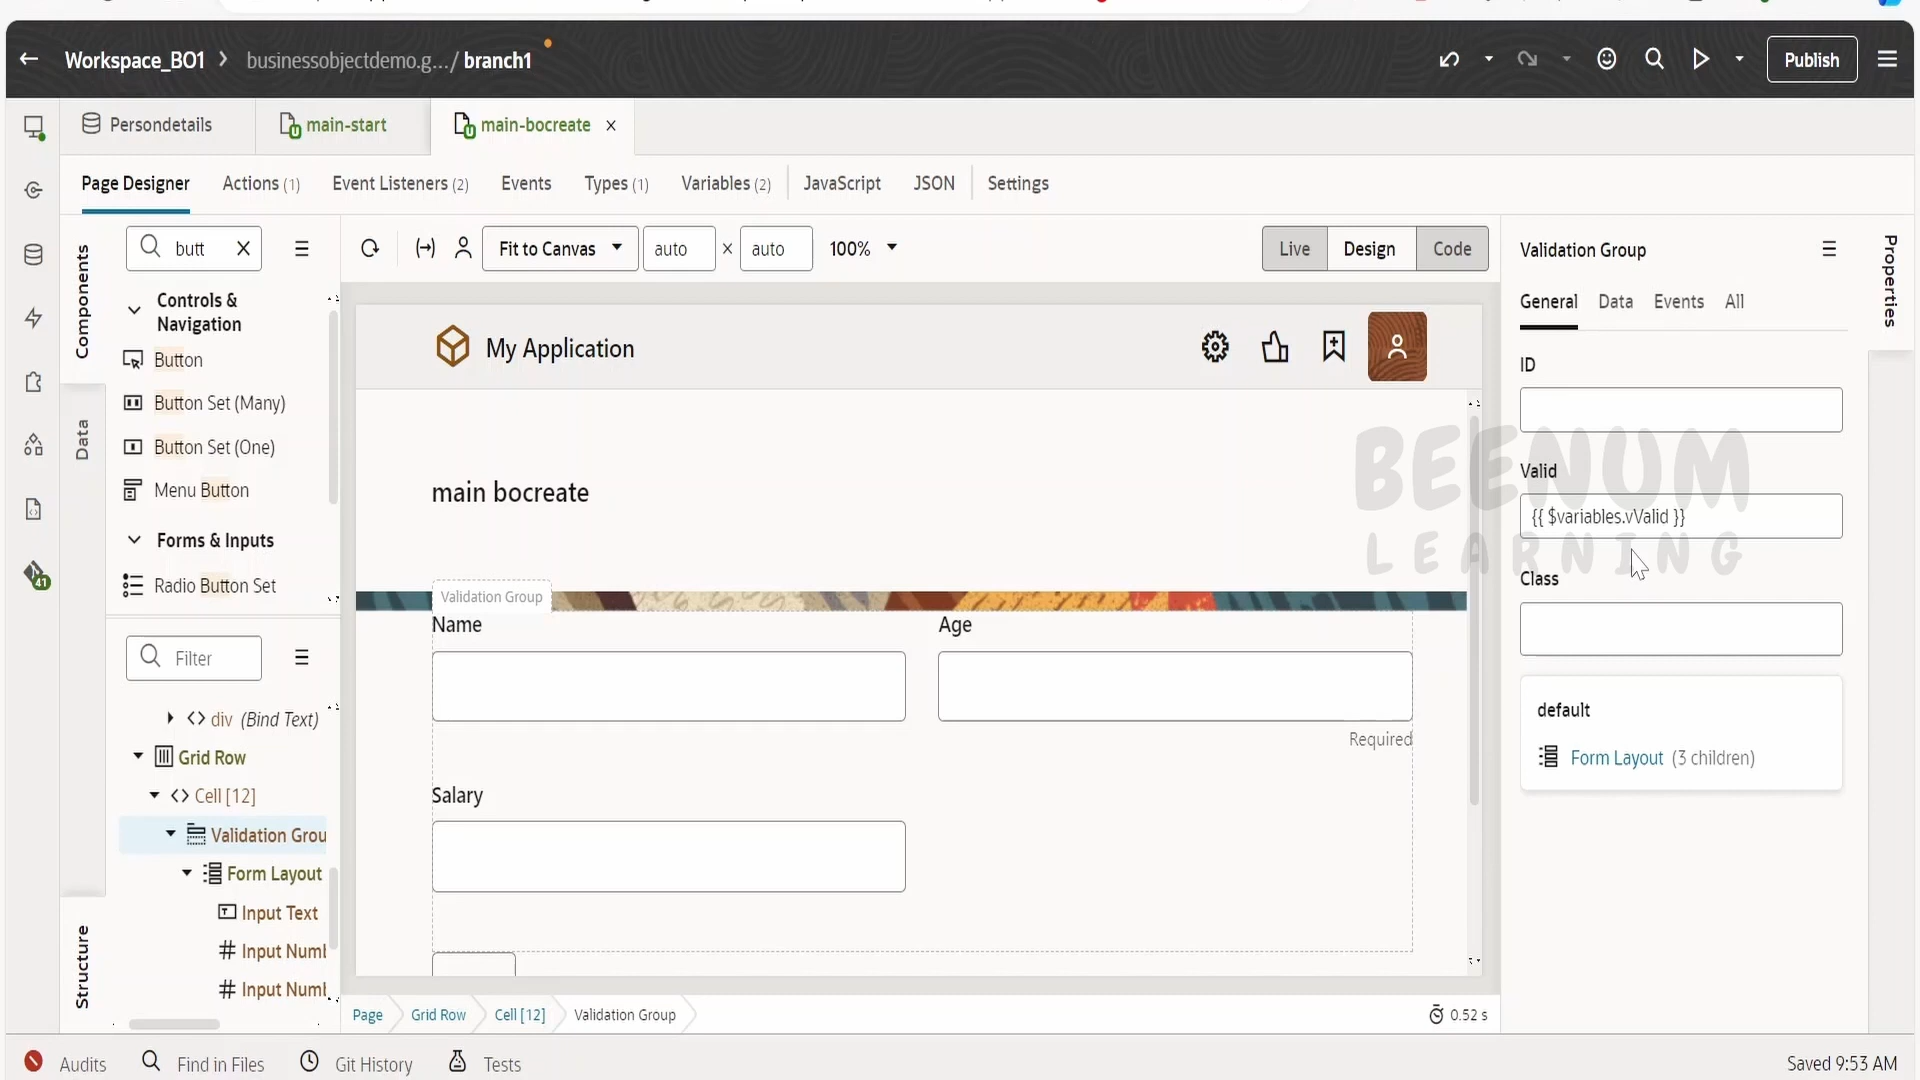 Workspace_BO1 > businessobjectdemo.g.../ branch1
Publish
Persondetails
main-start
main-bocreate
Page Designer
Actions (1)
Event Listeners (2)
Events
Types (1)
Variables (2)
JavaScript
JSON
Settings
Components
Data
butt
Controls &
Navigation
Button
Button Set (Many)
Button Set (One)
Menu Button
Forms & Inputs
Radio Button Set
Structure
Filter
div (Bind Text)
Grid Row
Cell [12]
Validation Grou
Form Layout
Input Text
Input Numb
Input Numb
41
Fit to Canvas
auto × auto
100%
Live
Design
Code
My Application
main bocreate
Validation Group
Name
Age
Required
Salary
Page
Grid Row
Cell [12]
Validation Group
0.52 s
Validation Group
General
Data
Events
All
ID
Valid
{{ $variables.vValid }}
Class
default
Form Layout (3 children)
Properties
BEENUM
LEARNING
Audits
Find in Files
Git History
Tests
Saved 9:53 AM